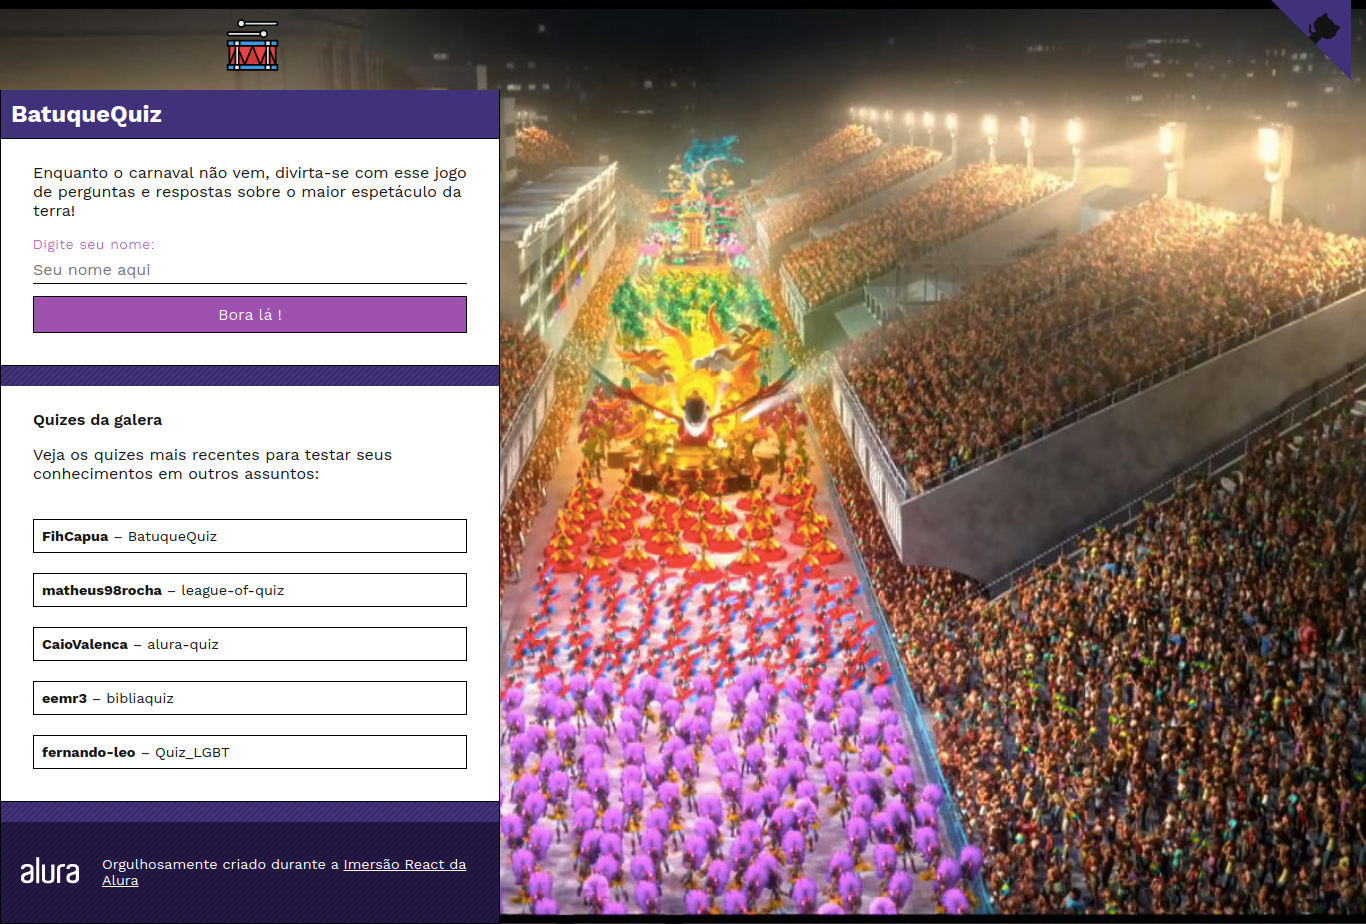 BatuqueQuiz
Enquanto o carnaval não vem, divirta-se com esse jogo
de perguntas e respostas sobre o maior espetáculo da
terra!
Digite seu nome:
Seu nome aqui
Bora lá !
Quizes da galera
Veja os quizes mais recentes para testar seus
conhecimentos em outros assuntos:
FihCapua – BatuqueQuiz
matheus98rocha – league-of-quiz
CaioValenca – alura-quiz
eemr3 – bibliaquiz
fernando-leo – Quiz_LGBT
alura
Orgulhosamente criado durante a Imersão React da
Alura